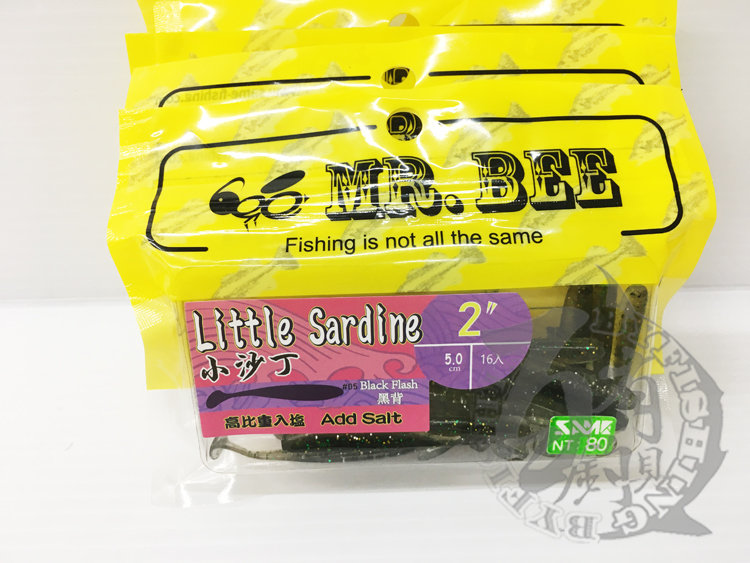 MR. BEE
Fishing is not all the same
Little Sardine
小沙丁
2"
5.0
cm
16入
#05 Black Flash
黑背
高比重入塩 Add Salt
SAME
NT: 80